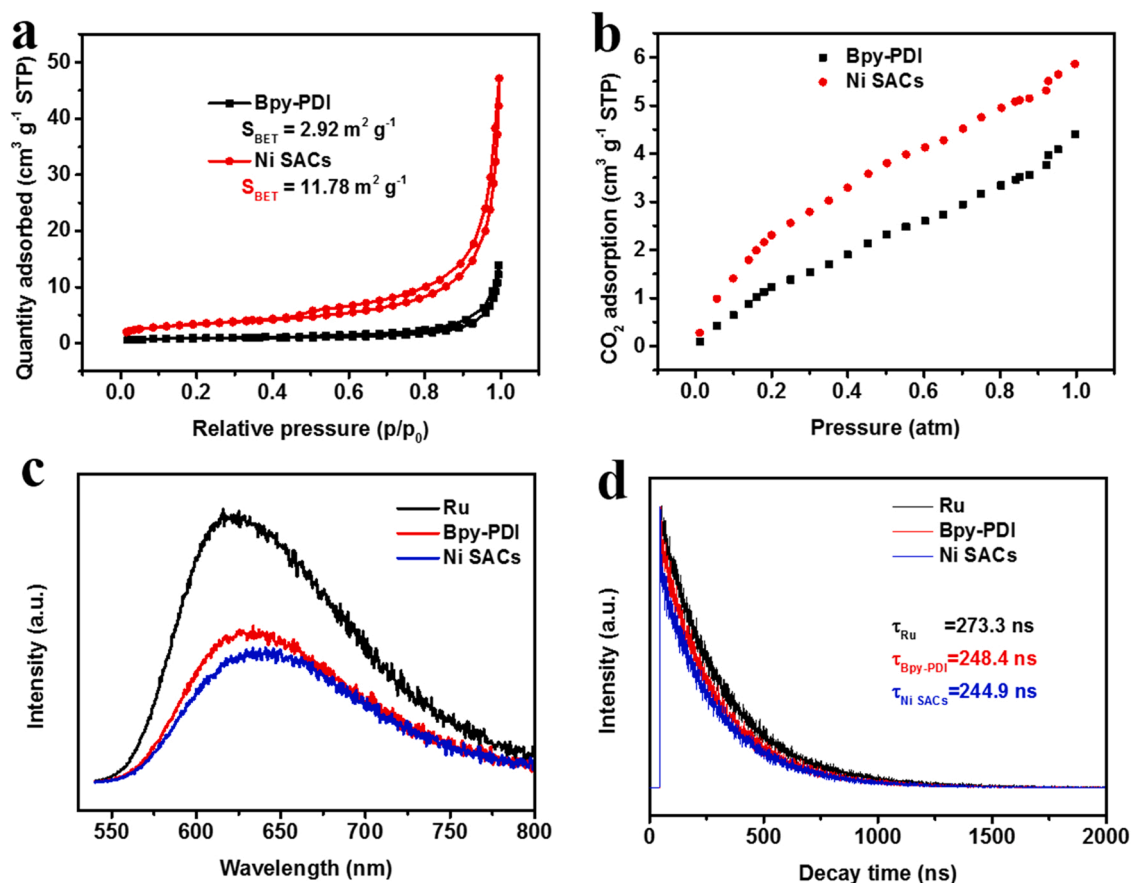 a
Quantity adsorbed (cm³ g⁻¹ STP)
50
40
30
20
10
0
Bpy-PDI
S_BET = 2.92 m² g⁻¹
Ni SACs
S_BET = 11.78 m² g⁻¹
0.0 0.2 0.4 0.6 0.8 1.0
Relative pressure (p/p₀)
b
CO₂ adsorption (cm³ g⁻¹ STP)
6
5
4
3
2
1
0
Bpy-PDI
Ni SACs
0.0 0.2 0.4 0.6 0.8 1.0
Pressure (atm)
c
Intensity (a.u.)
Ru
Bpy-PDI
Ni SACs
550 600 650 700 750 800
Wavelength (nm)
d
Intensity (a.u.)
Ru
Bpy-PDI
Ni SACs
τ_Ru =273.3 ns
τ_Bpy-PDI=248.4 ns
τ_Ni SACs=244.9 ns
0 500 1000 1500 2000
Decay time (ns)